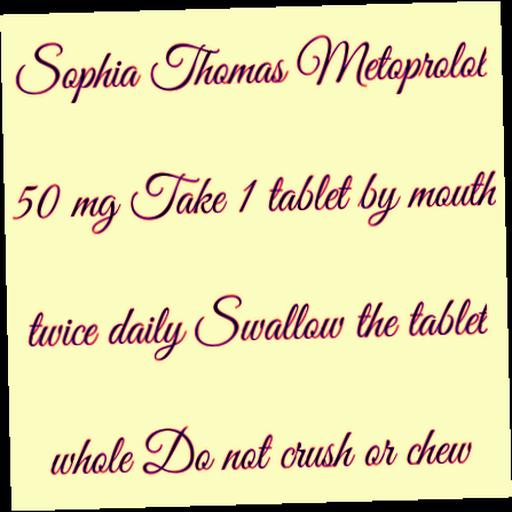 Sophia Thomas Metoprolol
50 mg Take 1 tablet by mouth
twice daily Swallow the tablet
whole Do not crush or chew